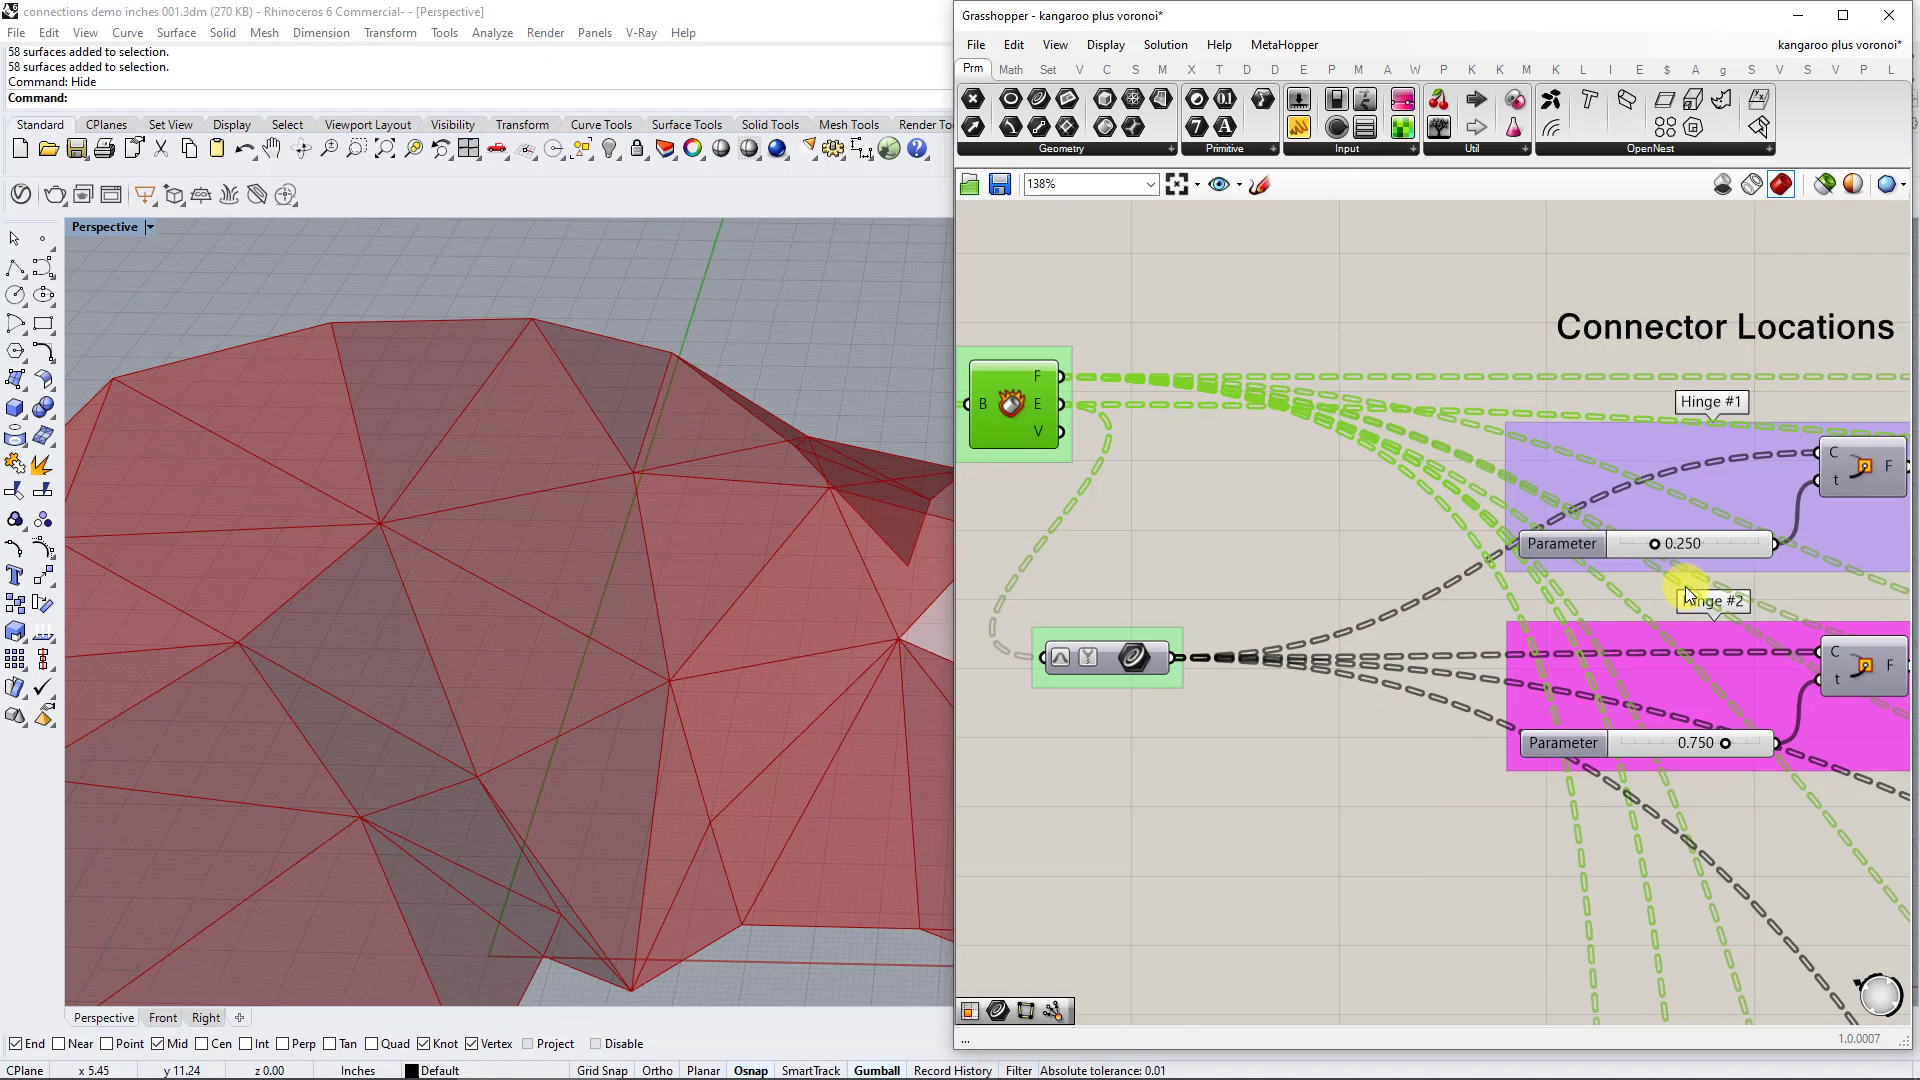 connections demo inches 001.3dm (270 KB) - Rhinoceros 6 Commercial- - [Perspective]
File Edit View Curve Surface Solid Mesh Dimension Transform Tools Analyze Render Panels V-Ray Help
58 surfaces added to selection.
58 surfaces added to selection.
Command: Hide
Command:
Standard CPlanes Set View Display Select Viewport Layout Visibility Transform Curve Tools Surface Tools Solid Tools Mesh Tools Render To
Perspective
Perspective Front Right
End Near Point Mid Cen Int Perp Tan Quad Knot Vertex Project Disable
CPlane x 5.45 y 11.24 z 0.00 Inches Default Grid Snap Ortho Planar Osnap SmartTrack Gumball Record History Filter Absolute tolerance: 0.01
Grasshopper - kangaroo plus voronoi*
File Edit View Display Solution Help MetaHopper kangaroo plus voronoi*
Prm Math Set V C S M X T D D E P M A W P K K M K L I E $ A g S V S V P L
Geometry Primitive Input Util OpenNest
138%
Connector Locations
F
B E
V
Hinge #1
C
F
t
Parameter 0.250
Hinge #2
C
F
t
Parameter 0.750
...
1.0.0007